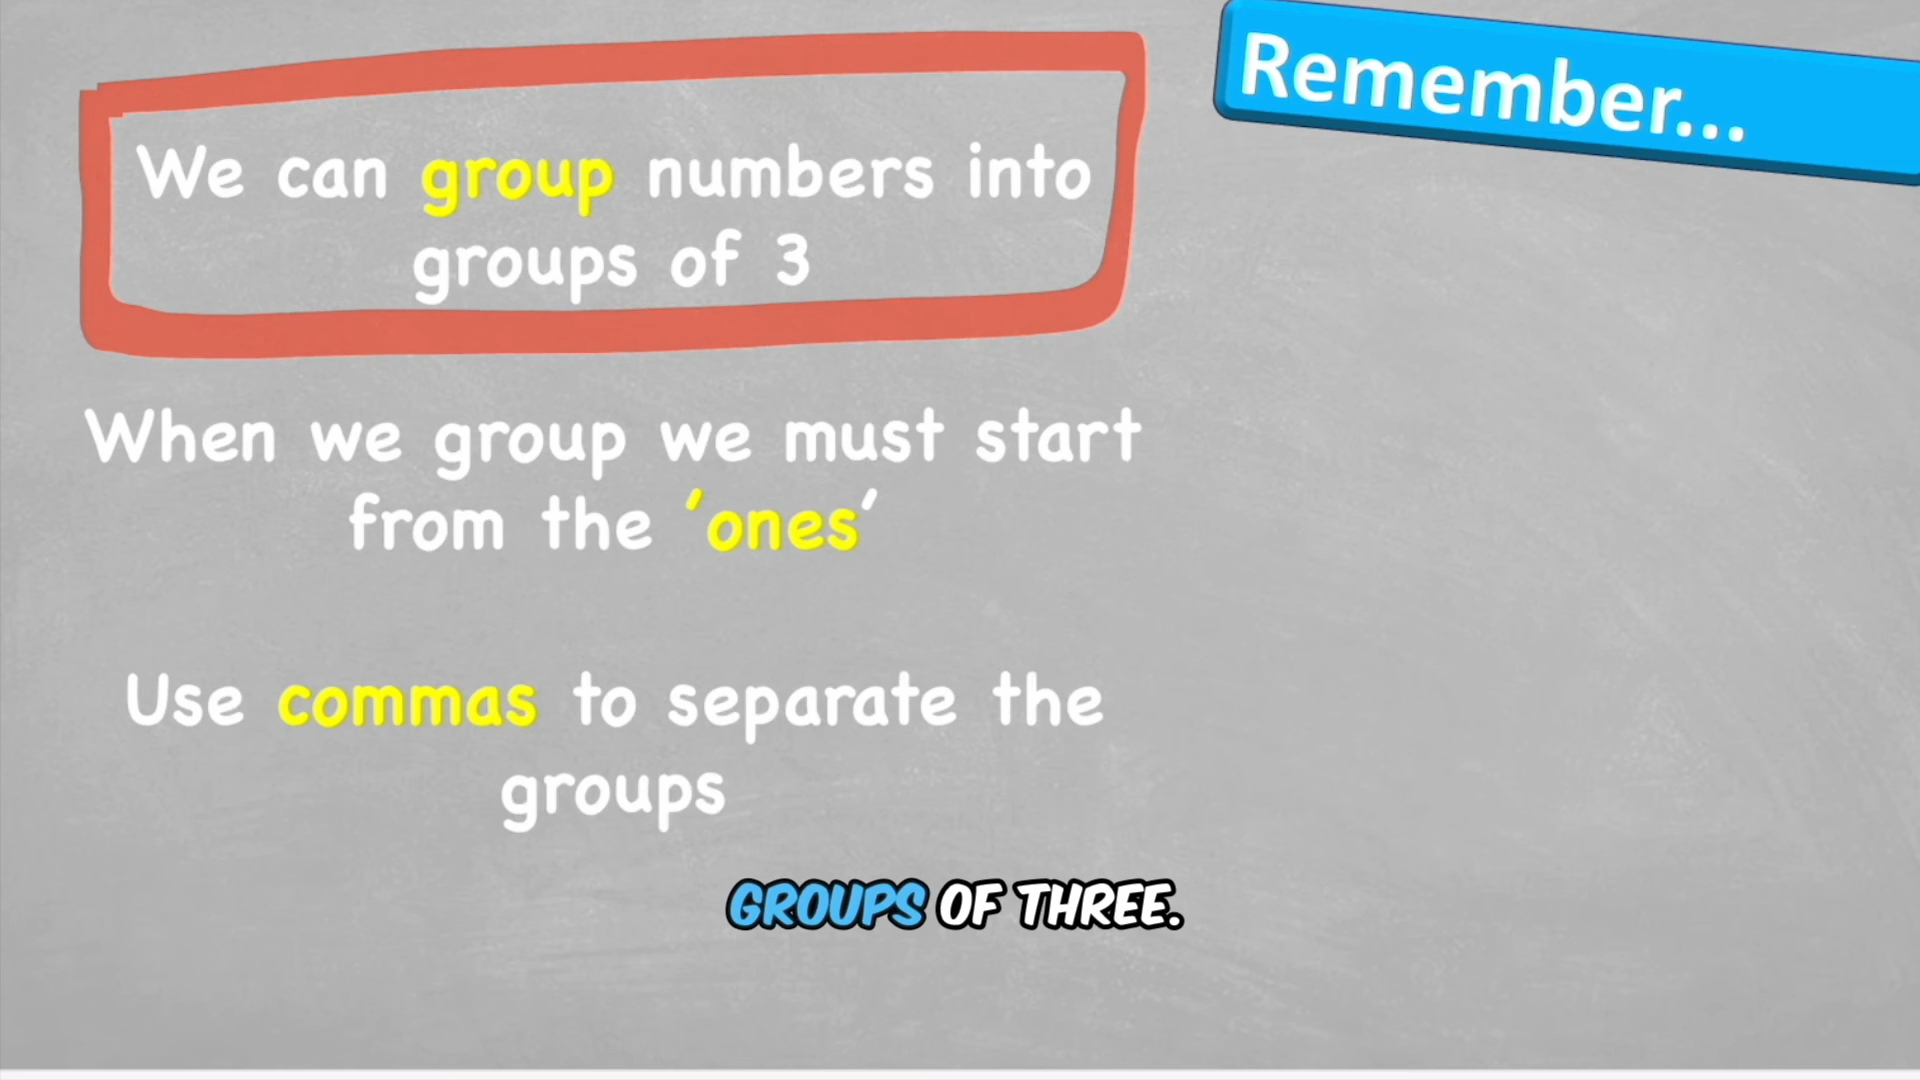 Remember...
We can group numbers into
groups of 3
When we group we must start
from the 'ones'
Use commas to separate the
groups
GROUPS OF THREE.